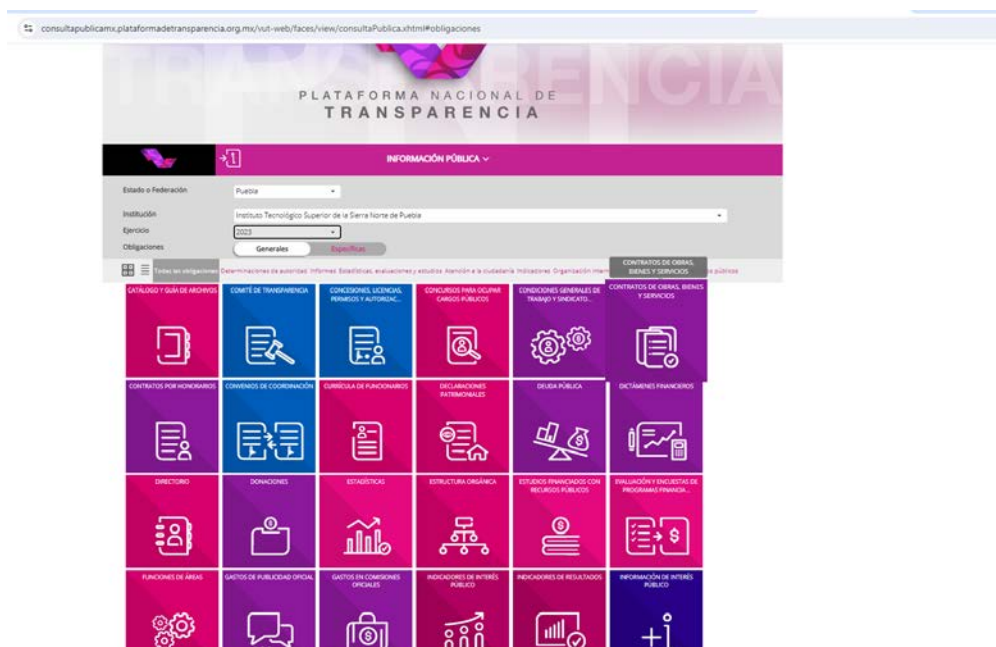 consultapublicamx.plataformadetransparencia.org.mx/vut-web/faces/view/consultaPublica.xhtml#obligaciones
TRANSPARENCIA
PLATAFORMA NACIONAL DE
TRANSPARENCIA
INFORMACIÓN PÚBLICA
Estado o Federación
Puebla
Institución
Instituto Tecnológico Superior de la Sierra Norte de Puebla
Ejercicio
2023
Obligaciones
Generales
Específicas
CONTRATOS DE OBRAS,
BIENES Y SERVICIOS
Todas las obligaciones Determinaciones de autoridad Informes Estadísticas, evaluaciones y estudios Atención a la ciudadanía Indicadores Organización
públicos
CATÁLOGO Y GUÍA DE ARCHIVOS
COMITÉ DE TRANSPARENCIA
CONCESIONES, LICENCIAS,
PERMISOS Y AUTORIZAC...
CONCURSOS PARA OCUPAR
CARGOS PÚBLICOS
CONDICIONES GENERALES DE
TRABAJO Y SINDICATO...
CONTRATOS DE OBRAS, BIENES
Y SERVICIOS
CONTRATOS POR HONORARIOS
CONVENIOS DE COORDINACIÓN
CURRÍCULA DE FUNCIONARIOS
DECLARACIONES
PATRIMONIALES
DEUDA PÚBLICA
DICTÁMENES FINANCIEROS
DIRECTORIO
DONACIONES
ESTADÍSTICAS
ESTRUCTURA ORGÁNICA
ESTUDIOS FINANCIADOS CON
RECURSOS PÚBLICOS
EVALUACIÓN Y ENCUESTAS DE
PROGRAMAS FINANCIA...
FUNCIONES DE ÁREAS
GASTOS DE PUBLICIDAD OFICIAL
GASTOS EN COMISIONES
OFICIALES
INDICADORES DE INTERÉS
PÚBLICO
INDICADORES DE RESULTADOS
INFORMACIÓN DE INTERÉS
PÚBLICO